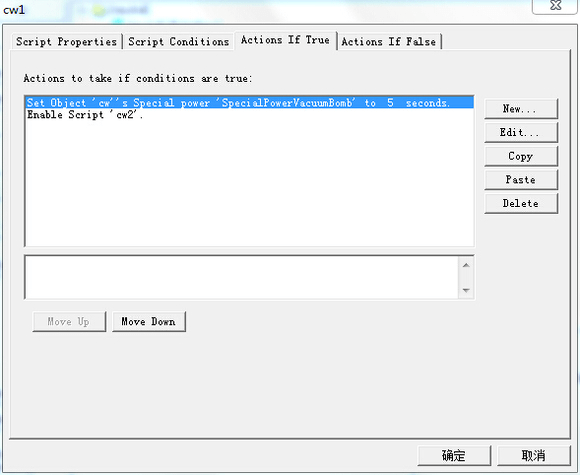 cw1
Script Properties
Script Conditions
Actions If True
Actions If False
Actions to take if conditions are true:
Set Object 'cw''s Special power 'SpecialPowerVacuumBomb' to 5 seconds.
Enable Script 'cw2'.
New...
Edit...
Copy
Paste
Delete
Move Up
Move Down
确定
取消